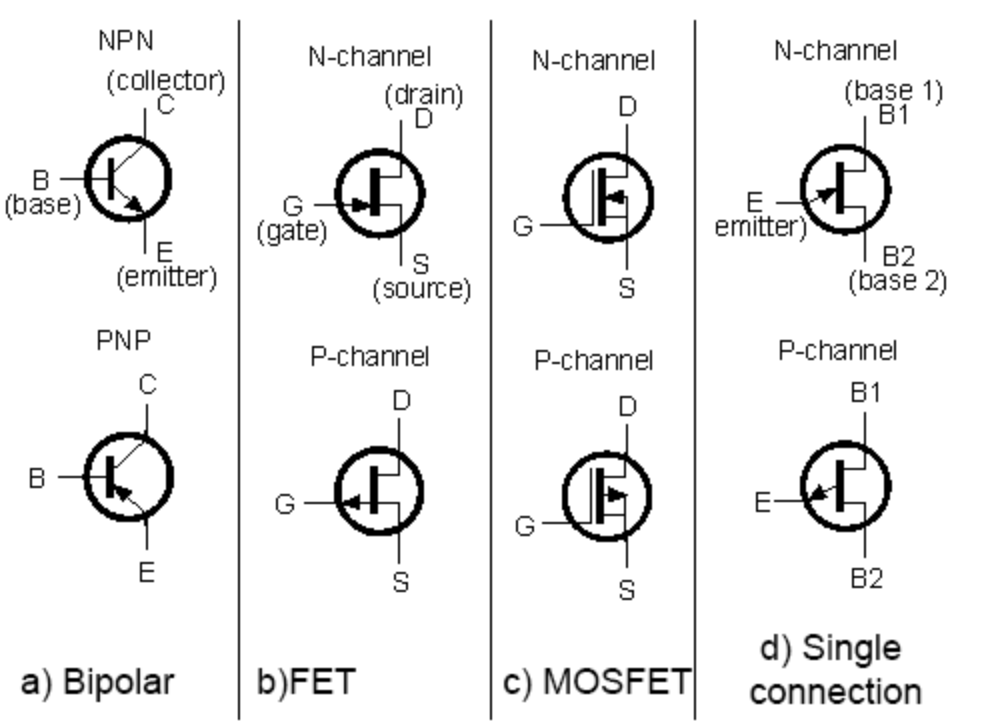 NPN
(collector)
C
B
(base)
E
(emitter)
PNP
C
B
E
a) Bipolar
N-channel
(drain)
D
G
(gate)
S
(source)
P-channel
D
G
S
b)FET
N-channel
D
G
S
P-channel
D
G
S
c) MOSFET
N-channel
(base 1)
B1
E
emitter)
B2
(base 2)
P-channel
B1
E
B2
d) Single
connection